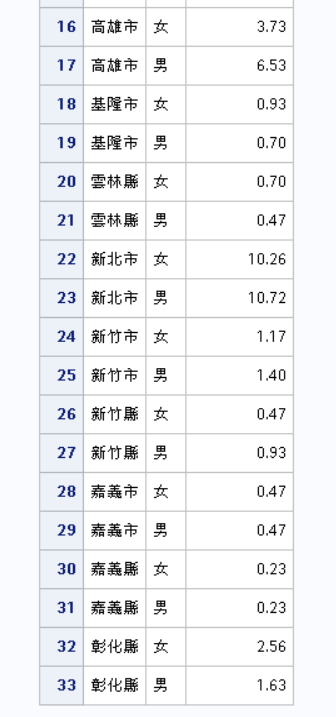 16 高雄市 女 3.73
17 高雄市 男 6.53
18 基隆市 女 0.93
19 基隆市 男 0.70
20 雲林縣 女 0.70
21 雲林縣 男 0.47
22 新北市 女 10.26
23 新北市 男 10.72
24 新竹市 女 1.17
25 新竹市 男 1.40
26 新竹縣 女 0.47
27 新竹縣 男 0.93
28 嘉義市 女 0.47
29 嘉義市 男 0.47
30 嘉義縣 女 0.23
31 嘉義縣 男 0.23
32 彰化縣 女 2.56
33 彰化縣 男 1.63